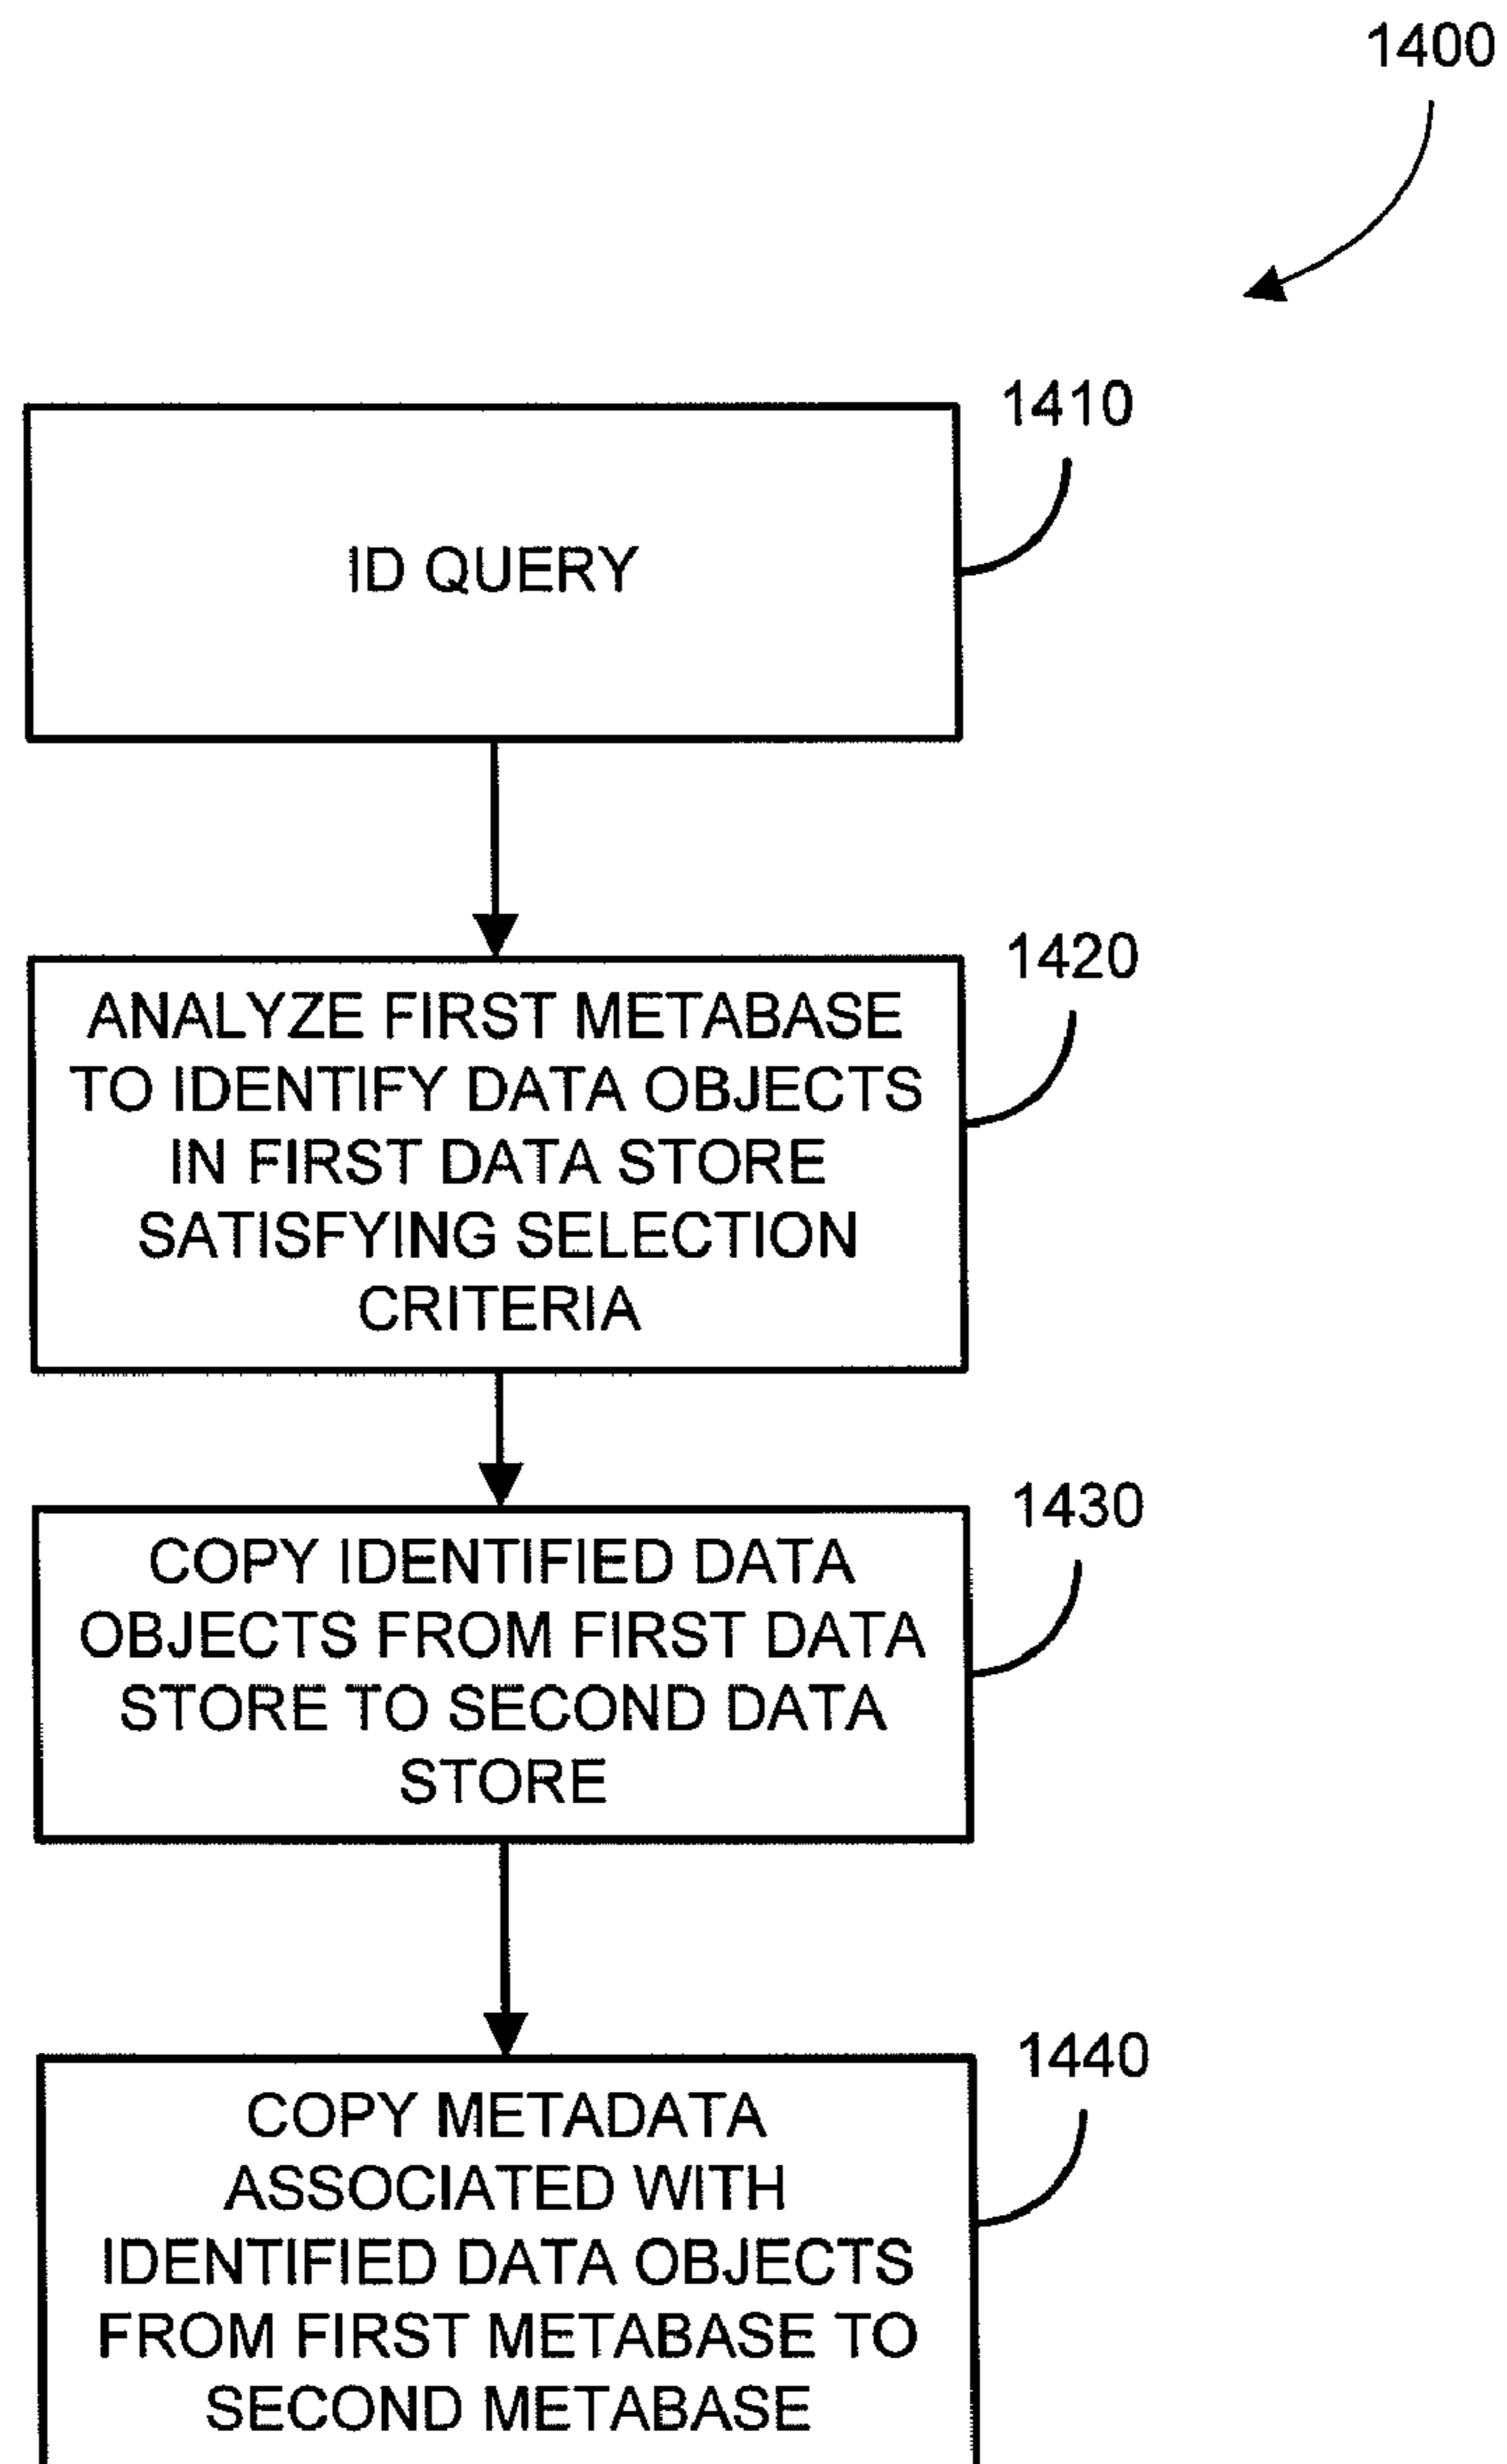 1400
1410
ID QUERY
1420
ANALYZE FIRST METABASE
TO IDENTIFY DATA OBJECTS
IN FIRST DATA STORE
SATISFYING SELECTION
CRITERIA
1430
COPY IDENTIFIED DATA
OBJECTS FROM FIRST DATA
STORE TO SECOND DATA
STORE
1440
COPY METADATA
ASSOCIATED WITH
IDENTIFIED DATA OBJECTS
FROM FIRST METABASE TO
SECOND METABASE